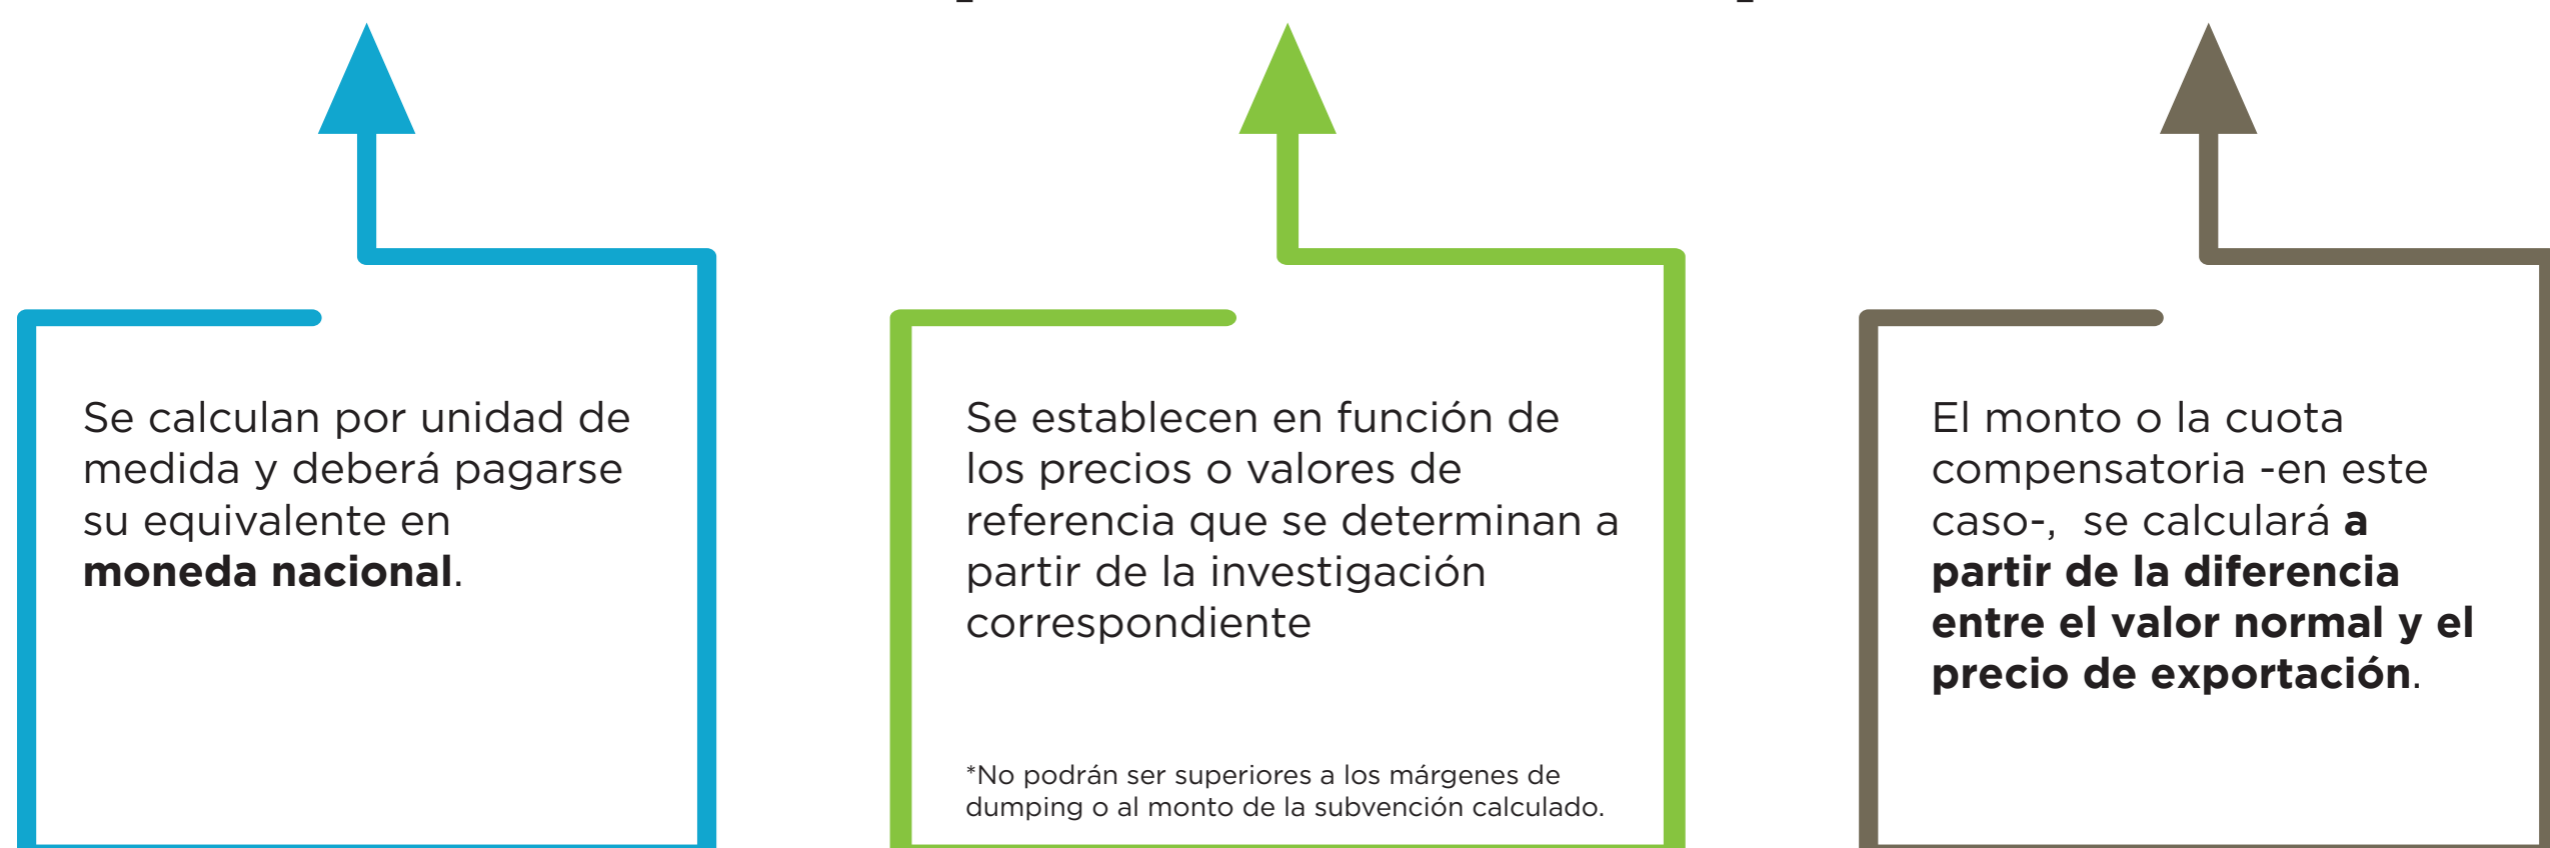 Se calculan por unidad de
medida y deberá pagarse
su equivalente en
moneda nacional.
Se establecen en función de
los precios o valores de
referencia que se determinan a
partir de la investigación
correspondiente
*No podrán ser superiores a los márgenes de
dumping o al monto de la subvención calculado.
El monto o la cuota
compensatoria -en este
caso-,  se calculará a
partir de la diferencia
entre el valor normal y el
precio de exportación.